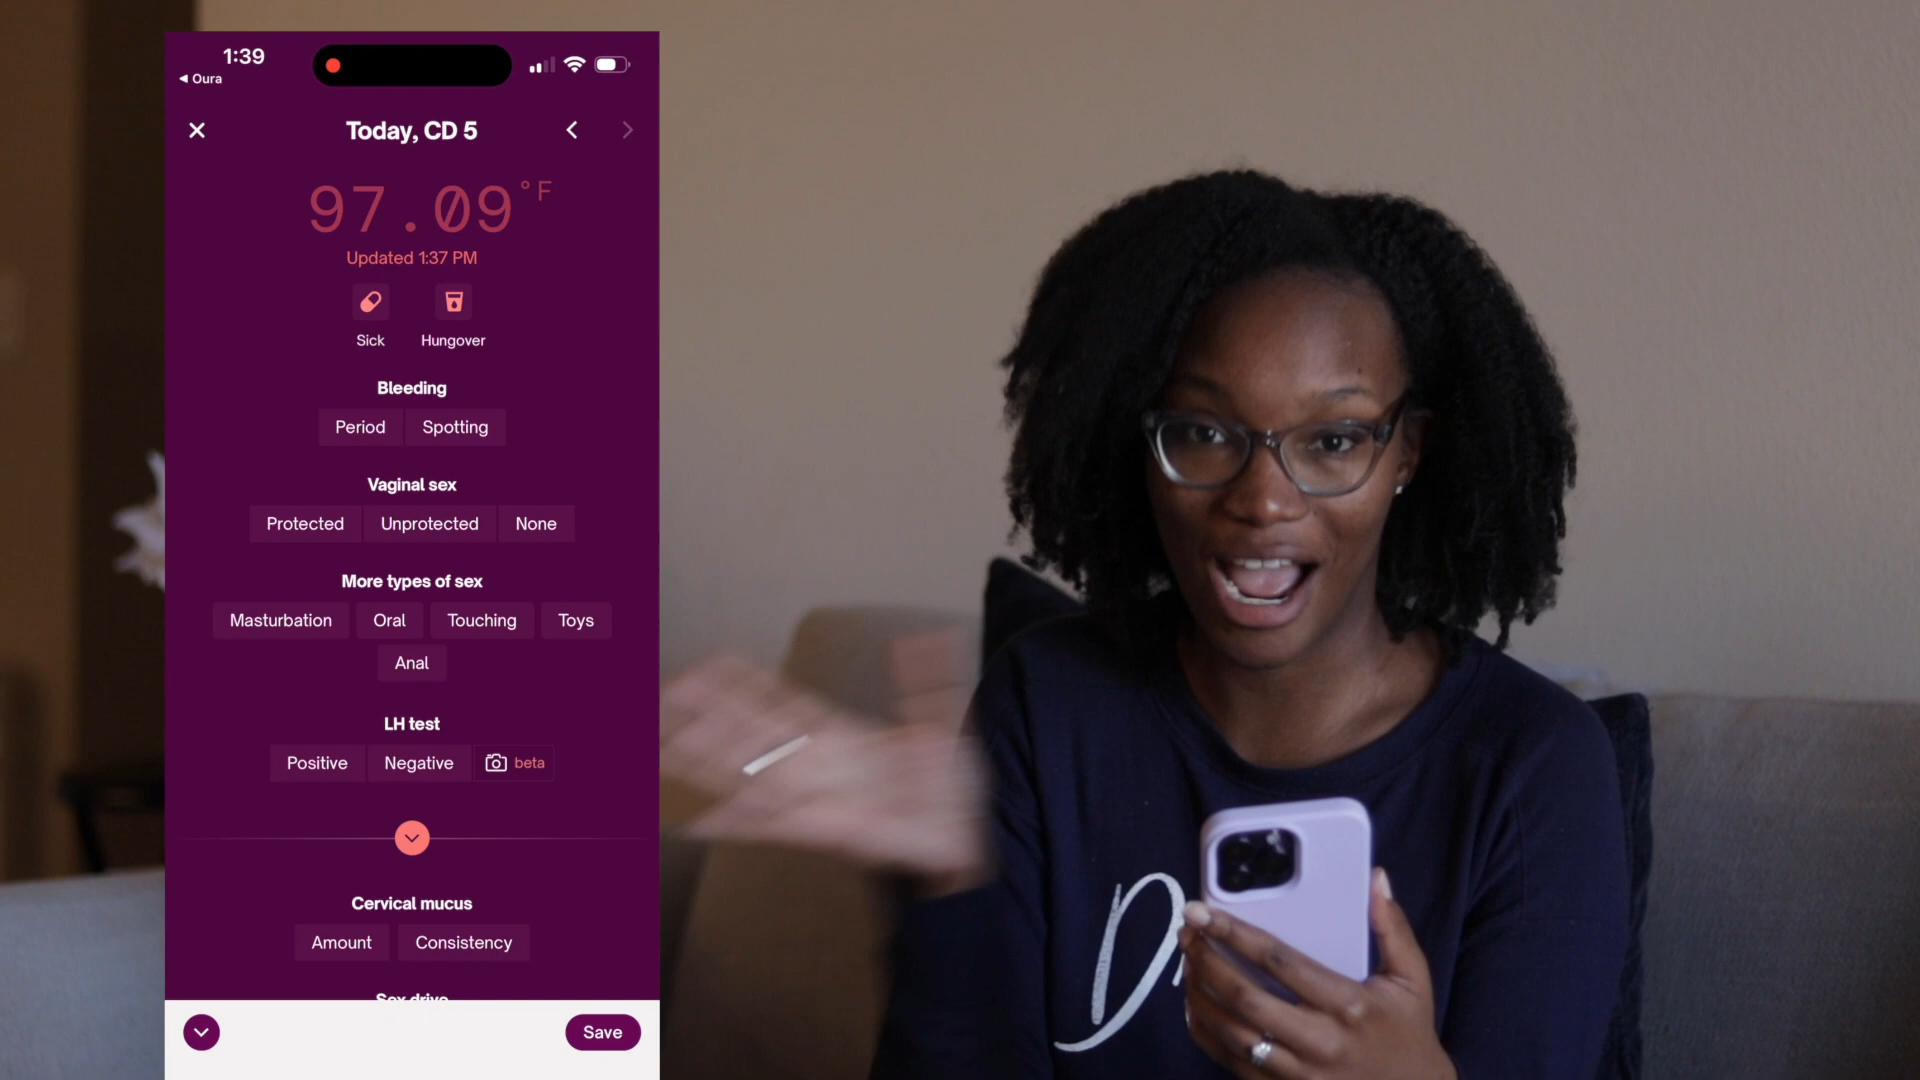 1:39
◀ Oura
Today, CD 5
97.09 °F
Updated 1:37 PM
Sick Hungover
Bleeding
Period Spotting
Vaginal sex
Protected Unprotected None
More types of sex
Masturbation Oral Touching Toys
Anal
LH test
Positive Negative beta
Cervical mucus
Amount Consistency
Sex drive
Save
D